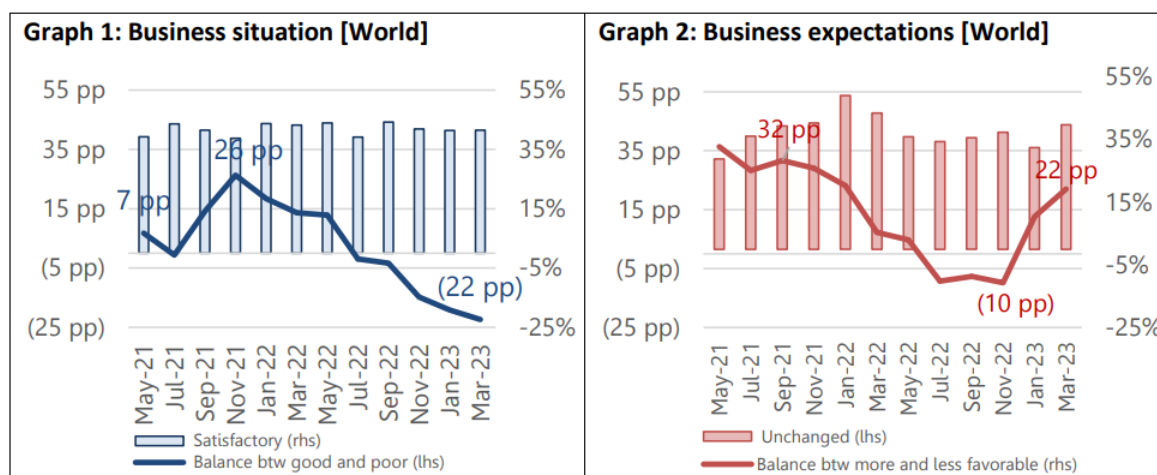 Graph 1: Business situation [World]
55 pp
35 pp
15 pp
(5 pp)
(25 pp)
55%
35%
15%
-5%
-25%
7 pp
26 pp
(22 pp)
May-21
Jul-21
Sep-21
Nov-21
Jan-22
Mar-22
May-22
Jul-22
Sep-22
Nov-22
Jan-23
Mar-23
Satisfactory (rhs)
Balance btw good and poor (lhs)
Graph 2: Business expectations [World]
55 pp
35 pp
15 pp
(5 pp)
(25 pp)
55%
35%
15%
-5%
-25%
32 pp
22 pp
(10 pp)
May-21
Jul-21
Sep-21
Nov-21
Jan-22
Mar-22
May-22
Jul-22
Sep-22
Nov-22
Jan-23
Mar-23
Unchanged (lhs)
Balance btw more and less favorable (rhs)